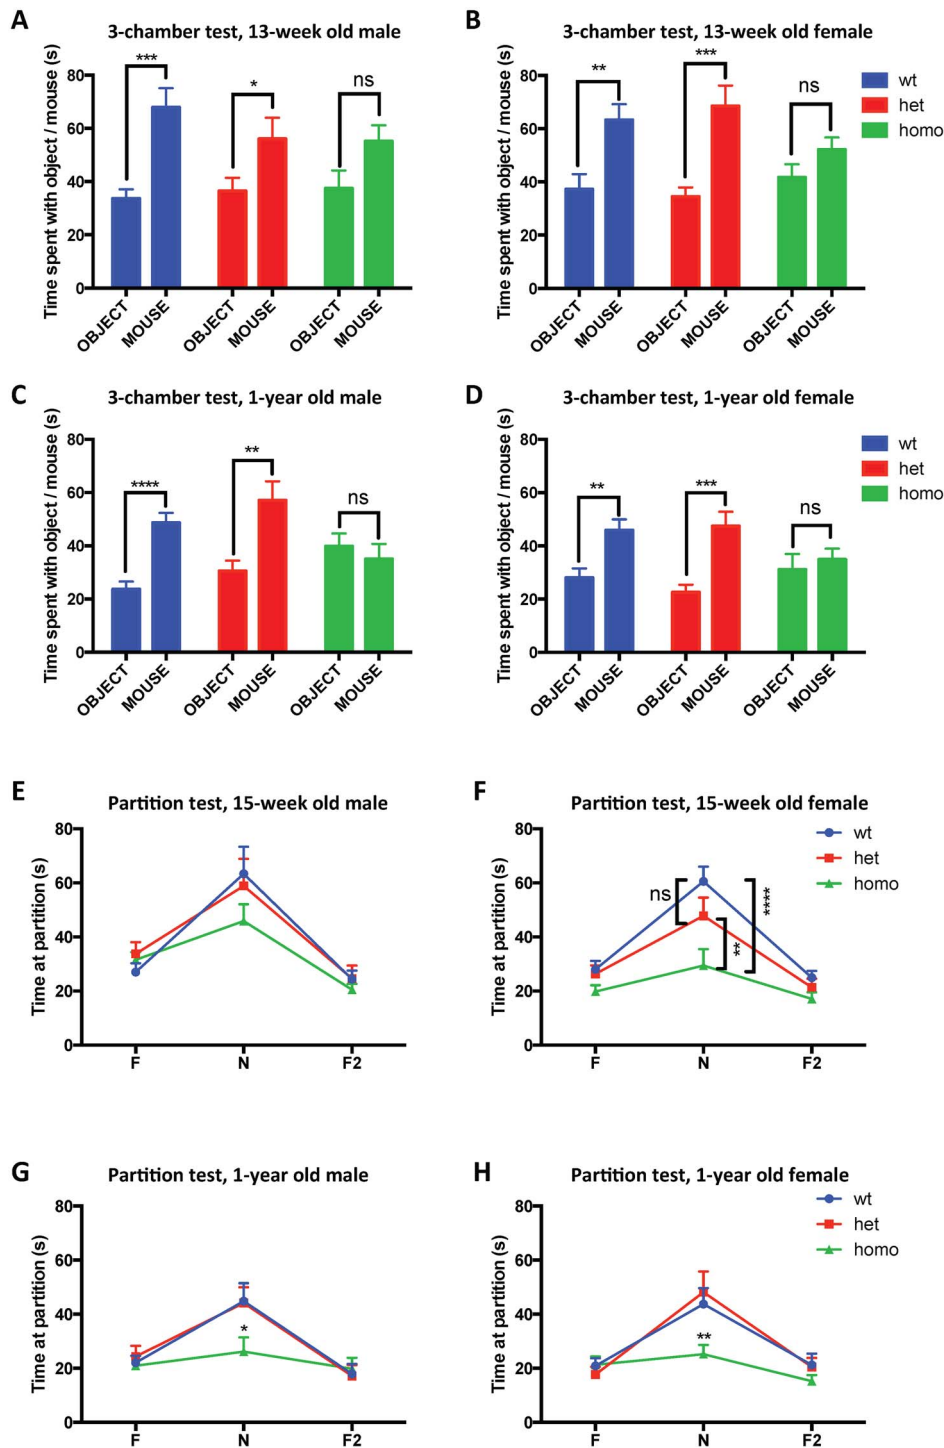 A
3-chamber test, 13-week old male
Time spent with object / mouse (s)
80
60
40
20
0
***
*
ns
OBJECT
MOUSE
OBJECT
MOUSE
OBJECT
MOUSE
B
3-chamber test, 13-week old female
Time spent with object / mouse (s)
80
60
40
20
0
**
***
ns
OBJECT
MOUSE
OBJECT
MOUSE
OBJECT
MOUSE
wt
het
homo
C
3-chamber test, 1-year old male
Time spent with object / mouse (s)
80
60
40
20
0
****
**
ns
OBJECT
MOUSE
OBJECT
MOUSE
OBJECT
MOUSE
D
3-chamber test, 1-year old female
Time spent with object / mouse (s)
80
60
40
20
0
**
***
ns
OBJECT
MOUSE
OBJECT
MOUSE
OBJECT
MOUSE
wt
het
homo
E
Partition test, 15-week old male
Time at partition (s)
80
60
40
20
0
F
N
F2
F
Partition test, 15-week old female
Time at partition (s)
80
60
40
20
0
ns
**
****
F
N
F2
wt
het
homo
G
Partition test, 1-year old male
Time at partition (s)
80
60
40
20
0
*
F
N
F2
H
Partition test, 1-year old female
Time at partition (s)
80
60
40
20
0
**
F
N
F2
wt
het
homo